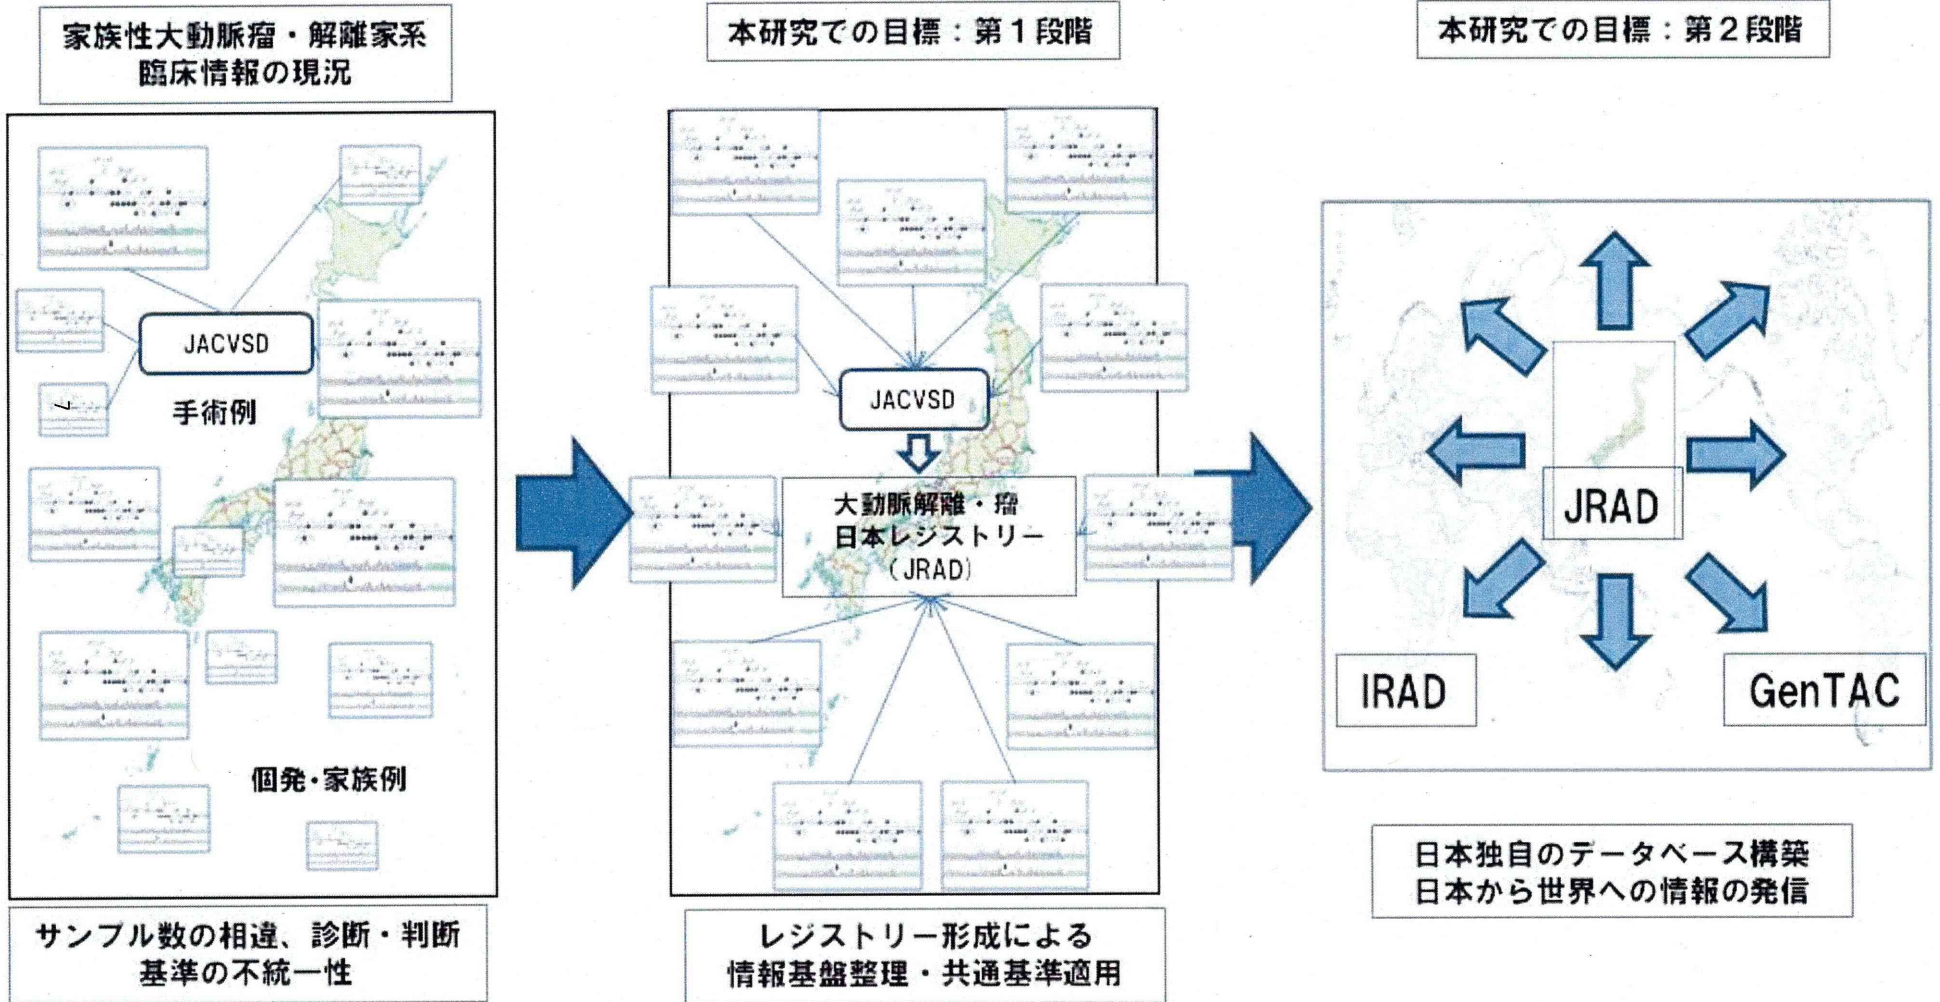 家族性大動脈瘤・解離家系
臨床情報の現況
JACVSD
手術例
個発・家族例
サンプル数の相違、診断・判断
基準の不統一性
本研究での目標：第１段階
JACVSD
大動脈解離・瘤
日本レジストリー
（JRAD）
レジストリー形成による
情報基盤整理・共通基準適用
本研究での目標：第２段階
JRAD
IRAD
GenTAC
日本独自のデータベース構築
日本から世界への情報の発信